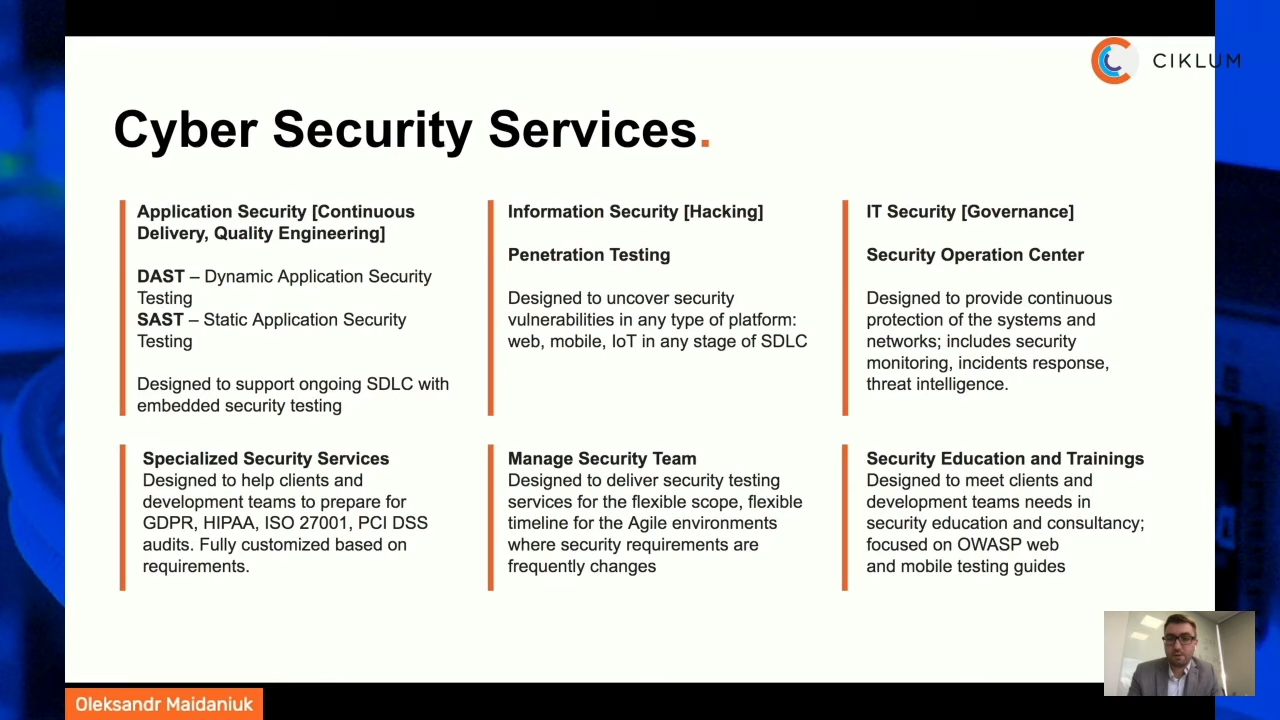 CIKLUM
Cyber Security Services.
Application Security [Continuous
Delivery, Quality Engineering]
DAST – Dynamic Application Security
Testing
SAST – Static Application Security
Testing
Designed to support ongoing SDLC with
embedded security testing
Information Security [Hacking]
Penetration Testing
Designed to uncover security
vulnerabilities in any type of platform:
web, mobile, IoT in any stage of SDLC
IT Security [Governance]
Security Operation Center
Designed to provide continuous
protection of the systems and
networks; includes security
monitoring, incidents response,
threat intelligence.
Specialized Security Services
Designed to help clients and
development teams to prepare for
GDPR, HIPAA, ISO 27001, PCI DSS
audits. Fully customized based on
requirements.
Manage Security Team
Designed to deliver security testing
services for the flexible scope, flexible
timeline for the Agile environments
where security requirements are
frequently changes
Security Education and Trainings
Designed to meet clients and
development teams needs in
security education and consultancy;
focused on OWASP web
and mobile testing guides
Oleksandr Maidaniuk